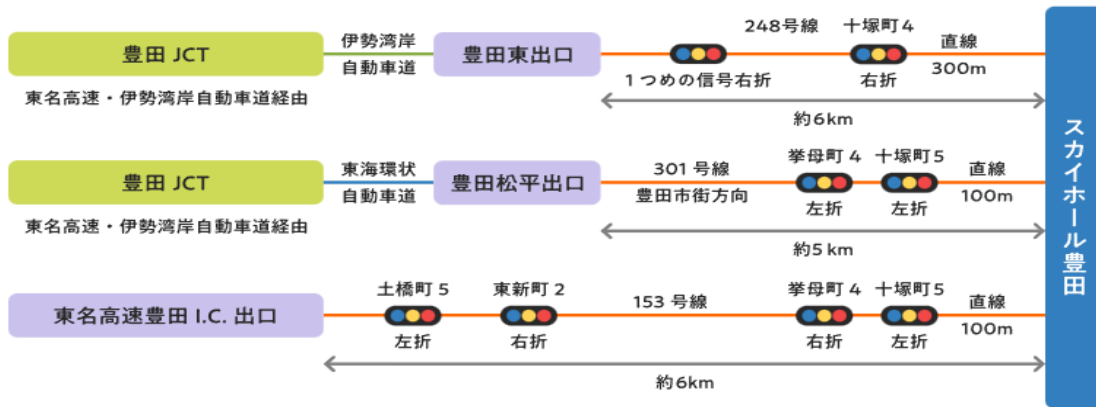 豊田 JCT
東名高速・伊勢湾岸自動車道経由
伊勢湾岸
自動車道
豊田東出口
1つめの信号右折
248号線
十塚町4
右折
直線
300m
約6km
豊田 JCT
東名高速・伊勢湾岸自動車道経由
東海環状
自動車道
豊田松平出口
301号線
豊田市街方向
挙母町4
左折
十塚町5
左折
直線
100m
約5km
東名高速豊田 I.C. 出口
土橋町5
左折
東新町2
右折
153号線
挙母町4
右折
十塚町5
左折
直線
100m
約6km
スカイホール豊田